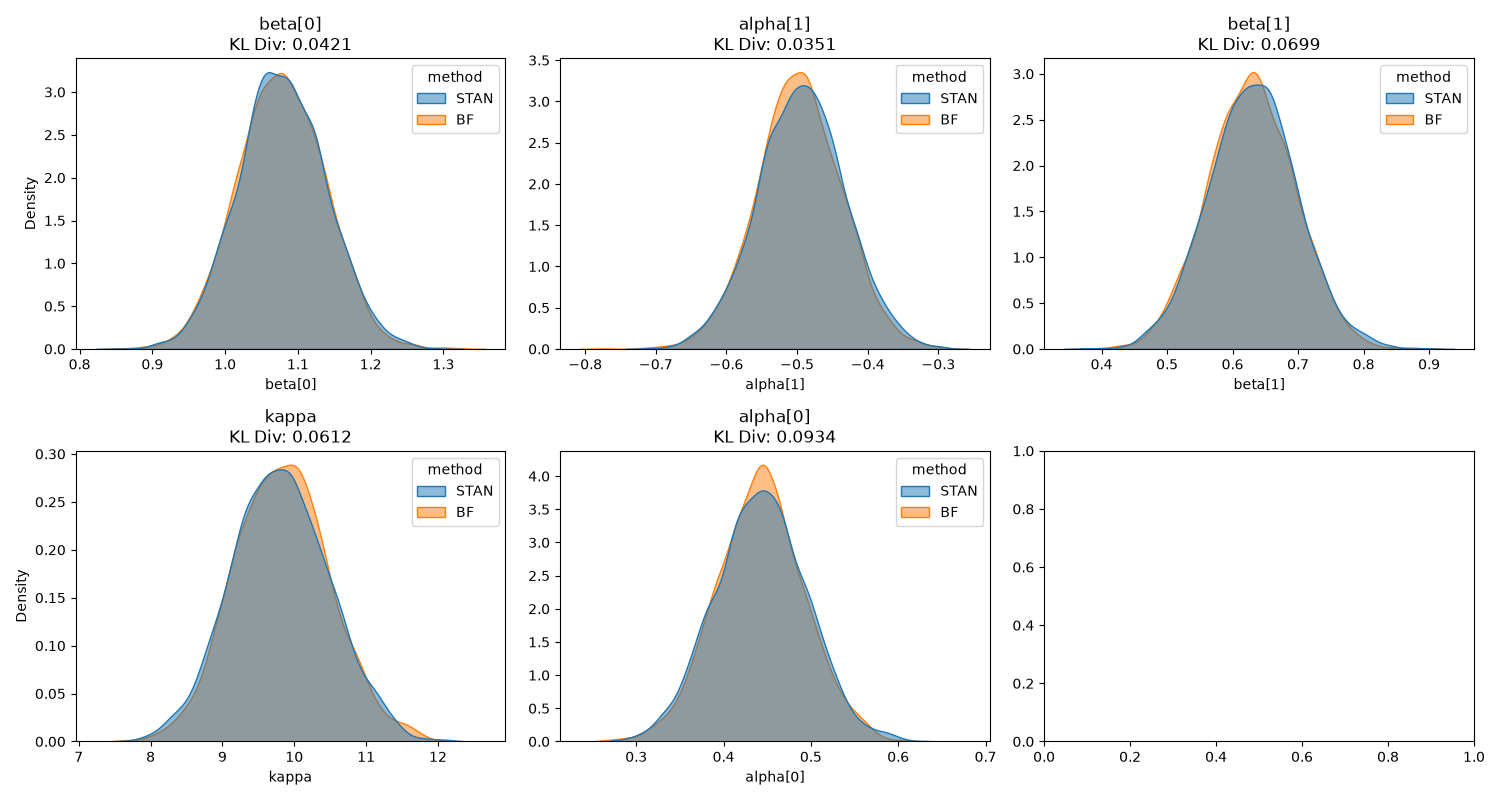 beta[0]
KL Div: 0.0421
method
STAN
BF
3.0
2.5
2.0
1.5
1.0
0.5
0.0
Density
0.8 0.9 1.0 1.1 1.2 1.3
beta[0]
alpha[1]
KL Div: 0.0351
method
STAN
BF
3.5
3.0
2.5
2.0
1.5
1.0
0.5
0.0
−0.8 −0.7 −0.6 −0.5 −0.4 −0.3
alpha[1]
beta[1]
KL Div: 0.0699
method
STAN
BF
3.0
2.5
2.0
1.5
1.0
0.5
0.0
0.4 0.5 0.6 0.7 0.8 0.9
beta[1]
kappa
KL Div: 0.0612
method
STAN
BF
0.30
0.25
0.20
0.15
0.10
0.05
0.00
Density
7 8 9 10 11 12
kappa
alpha[0]
KL Div: 0.0934
method
STAN
BF
4.0
3.5
3.0
2.5
2.0
1.5
1.0
0.5
0.0
0.3 0.4 0.5 0.6 0.7
alpha[0]
1.0
0.8
0.6
0.4
0.2
0.0
0.0 0.2 0.4 0.6 0.8 1.0